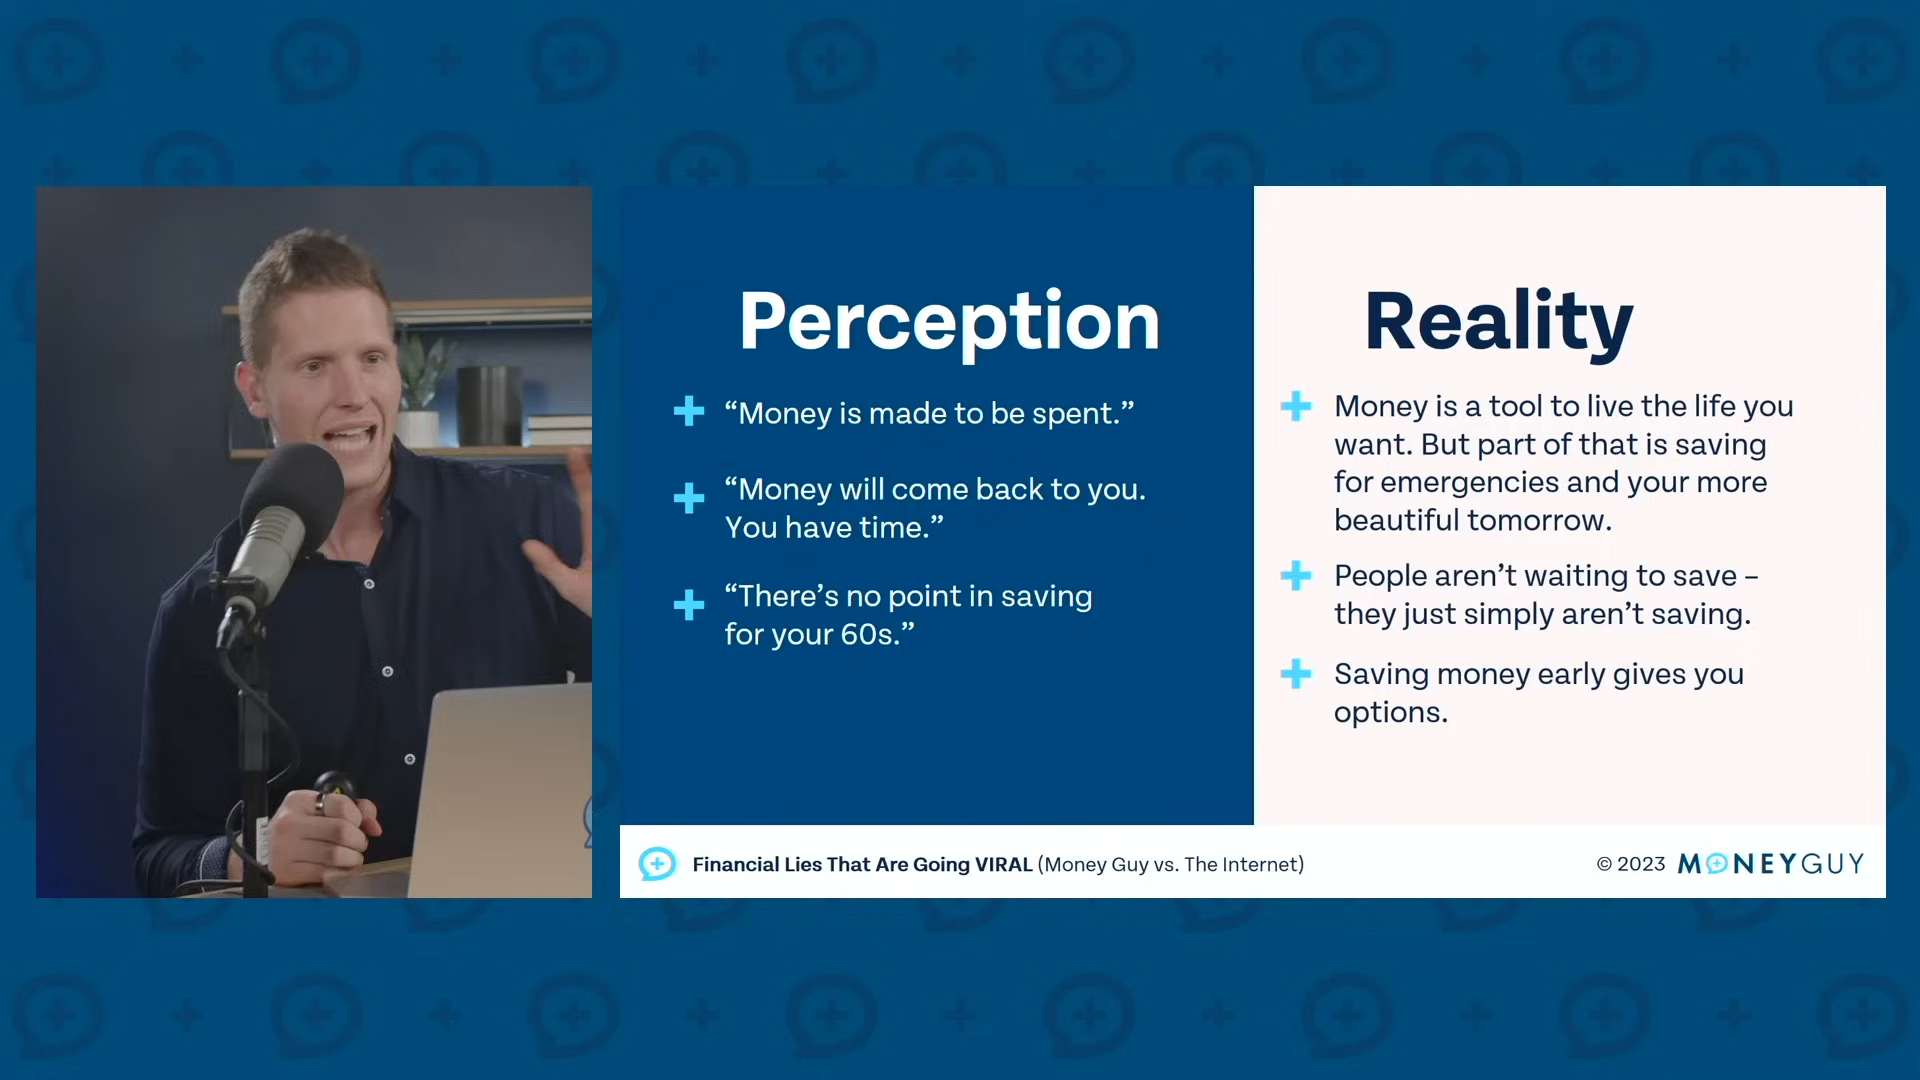 Perception
“Money is made to be spent.”
“Money will come back to you.
You have time.”
“There’s no point in saving
for your 60s.”
Reality
Money is a tool to live the life you
want. But part of that is saving
for emergencies and your more
beautiful tomorrow.
People aren’t waiting to save –
they just simply aren’t saving.
Saving money early gives you
options.
Financial Lies That Are Going VIRAL (Money Guy vs. The Internet)
© 2023 MONEYGUY